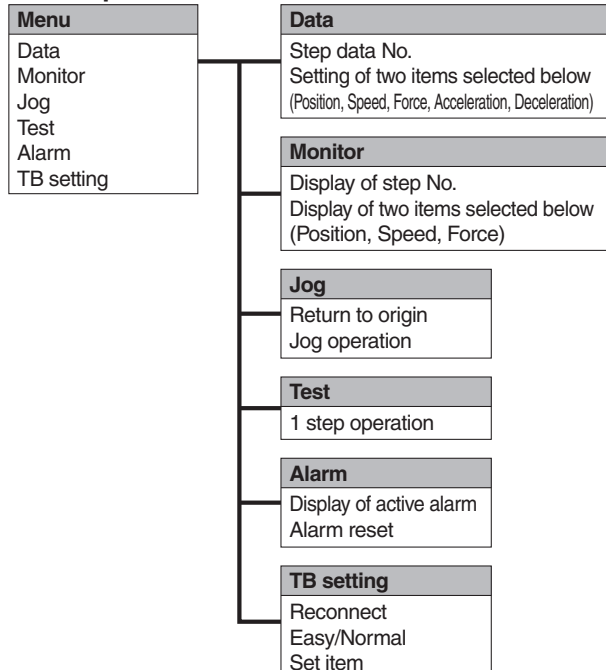 Menu
Data
Monitor
Jog
Test
Alarm
TB setting
Data
Step data No.
Setting of two items selected below
(Position, Speed, Force, Acceleration, Deceleration)
Monitor
Display of step No.
Display of two items selected below
(Position, Speed, Force)
Jog
Return to origin
Jog operation
Test
1 step operation
Alarm
Display of active alarm
Alarm reset
TB setting
Reconnect
Easy/Normal
Set item